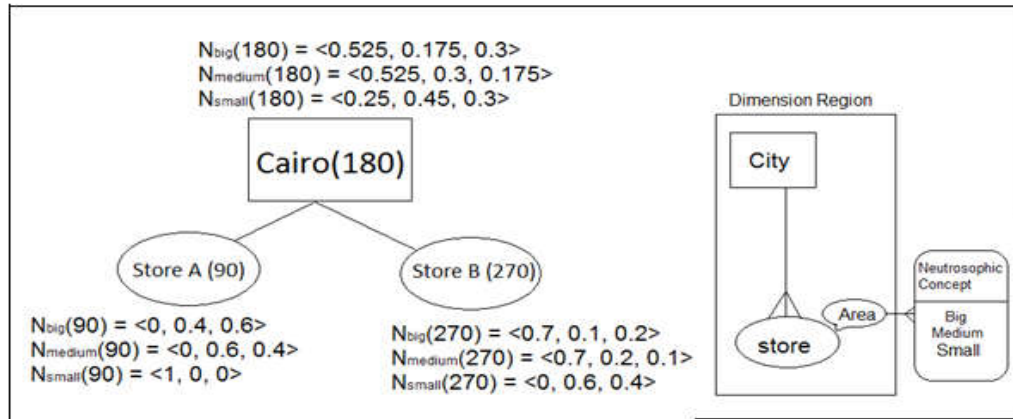 Nbig(180) = <0.525, 0.175, 0.3>
Nmedium(180) = <0.525, 0.3, 0.175>
Nsmall(180) = <0.25, 0.45, 0.3>
Cairo(180)
Store A (90)
Store B (270)
Nbig(90) = <0, 0.4, 0.6>
Nmedium(90) = <0, 0.6, 0.4>
Nsmall(90) = <1, 0, 0>
Nbig(270) = <0.7, 0.1, 0.2>
Nmedium(270) = <0.7, 0.2, 0.1>
Nsmall(270) = <0, 0.6, 0.4>
Dimension Region
City
store
Area
Neutrosophic
Concept
Big
Medium
Small